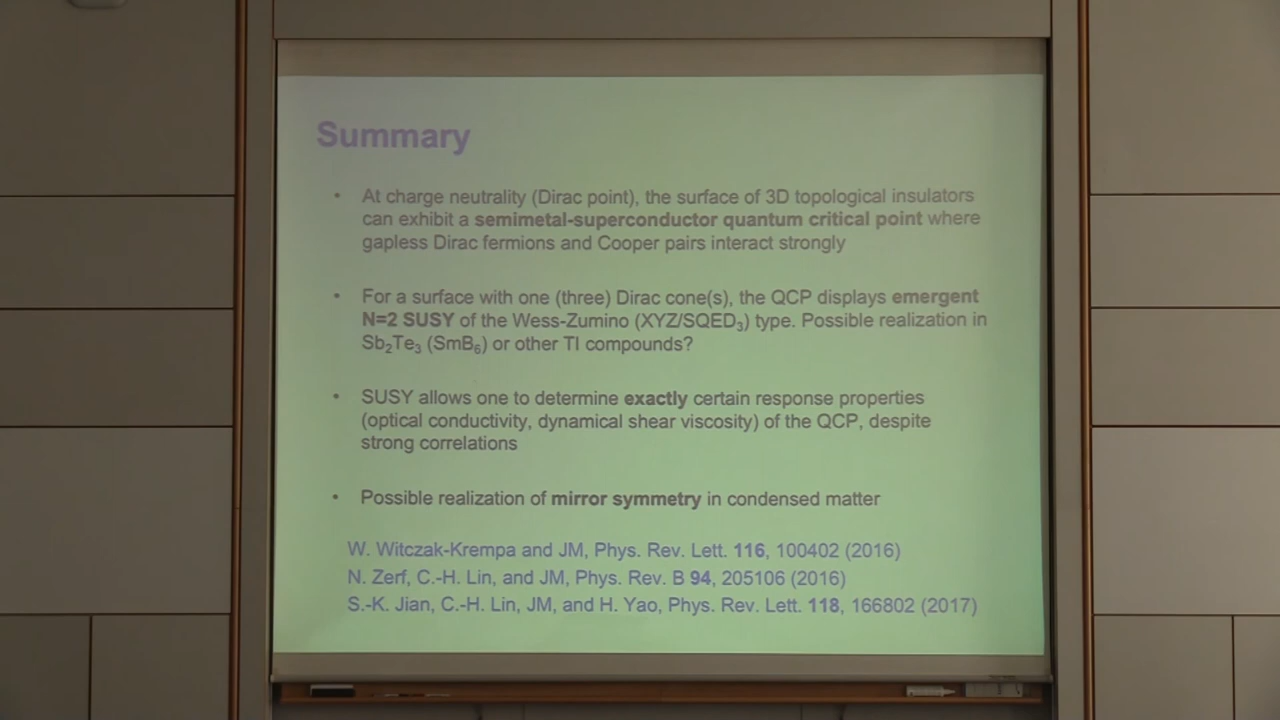 Summary
• At charge neutrality (Dirac point), the surface of 3D topological insulators
can exhibit a semimetal-superconductor quantum critical point where
gapless Dirac fermions and Cooper pairs interact strongly
• For a surface with one (three) Dirac cone(s), the QCP displays emergent
N=2 SUSY of the Wess-Zumino (XYZ/SQED₃) type. Possible realization in
Sb₂Te₃ (SmB₆) or other TI compounds?
• SUSY allows one to determine exactly certain response properties
(optical conductivity, dynamical shear viscosity) of the QCP, despite
strong correlations
• Possible realization of mirror symmetry in condensed matter
W. Witczak-Krempa and JM, Phys. Rev. Lett. 116, 100402 (2016)
N. Zerf, C.-H. Lin, and JM, Phys. Rev. B 94, 205106 (2016)
S.-K. Jian, C.-H. Lin, JM, and H. Yao, Phys. Rev. Lett. 118, 166802 (2017)